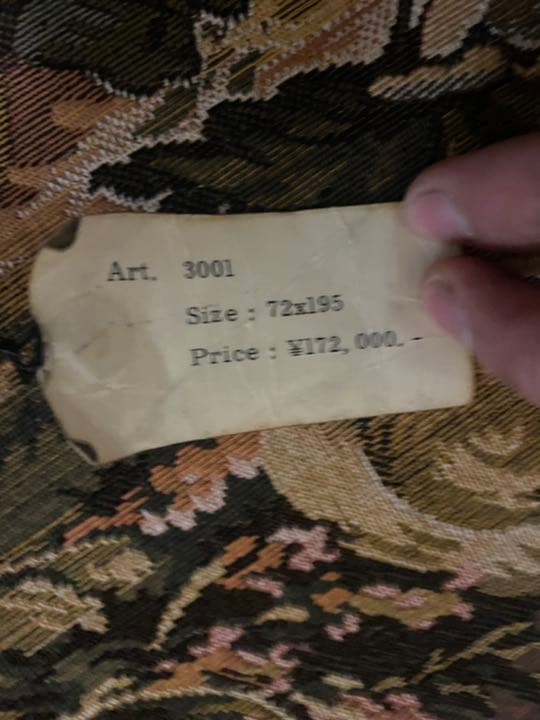 Art. 3001
Size : 72x195
Price : ¥172, 000. -